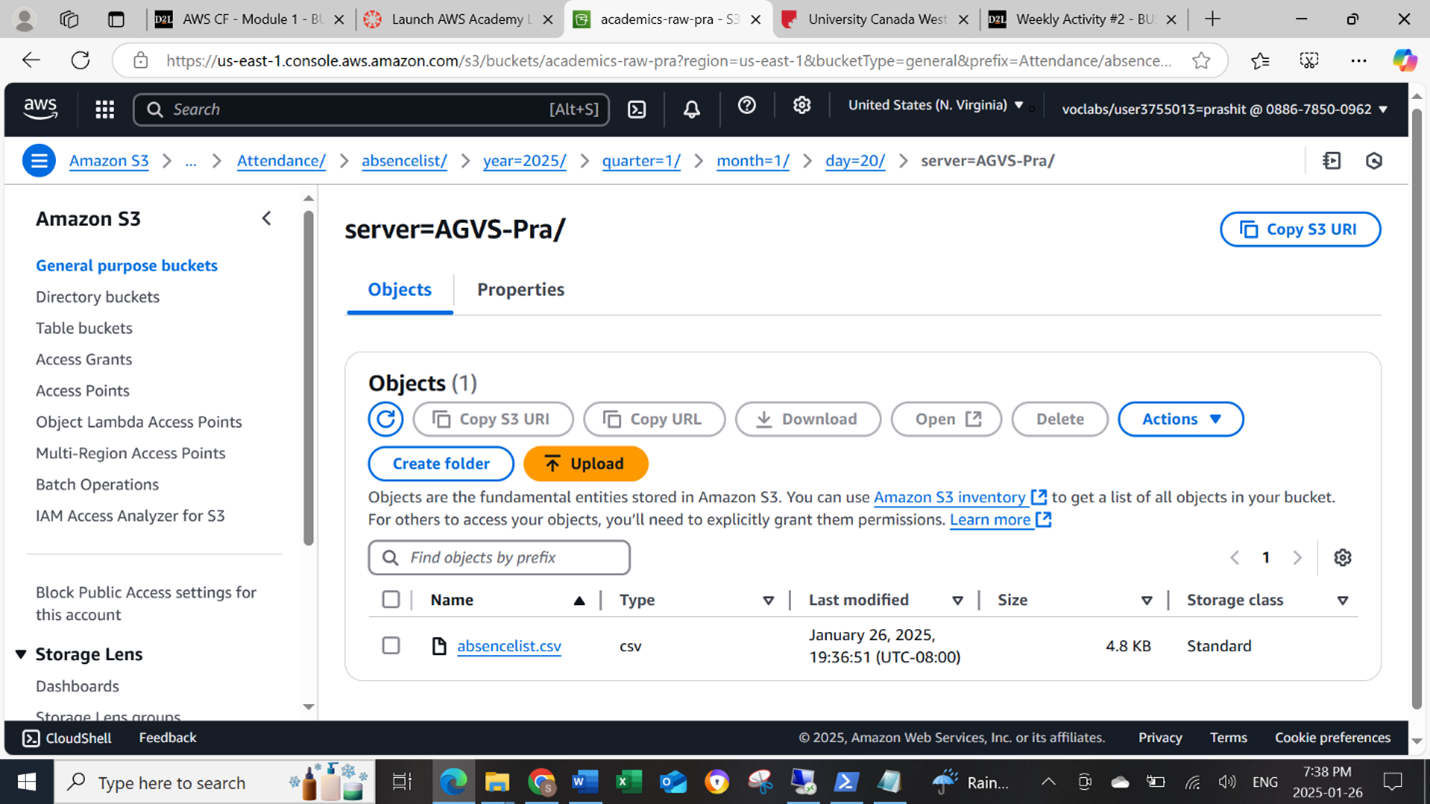 AWS CF - Module 1 - BU
Launch AWS Academy L
academics-raw-pra - S3
University Canada West
D2L Weekly Activity #2 - BU
https://us-east-1.console.aws.amazon.com/s3/buckets/academics-raw-pra?region=us-east-1&bucketType=general&prefix=Attendance/absence...
aws
Search [Alt+S]
United States (N. Virginia)
voclabs/user3755013=prashit @ 0886-7850-0962
Amazon S3 > ... > Attendance/ > absencelist/ > year=2025/ > quarter=1/ > month=1/ > day=20/ > server=AGVS-Pra/
Amazon S3
General purpose buckets
Directory buckets
Table buckets
Access Grants
Access Points
Object Lambda Access Points
Multi-Region Access Points
Batch Operations
IAM Access Analyzer for S3
Block Public Access settings for
this account
Storage Lens
Dashboards
Storage Lens groups
server=AGVS-Pra/
Copy S3 URI
Objects
Properties
Objects (1)
Copy S3 URI
Copy URL
Download
Open
Delete
Actions
Create folder
Upload
Objects are the fundamental entities stored in Amazon S3. You can use Amazon S3 inventory to get a list of all objects in your bucket.
For others to access your objects, you'll need to explicitly grant them permissions. Learn more
Find objects by prefix
1
Name Type Last modified Size Storage class
absencelist.csv csv January 26, 2025, 4.8 KB Standard
19:36:51 (UTC-08:00)
CloudShell Feedback © 2025, Amazon Web Services, Inc. or its affiliates. Privacy Terms Cookie preferences
Type here to search
Rain...
ENG
7:38 PM
2025-01-26